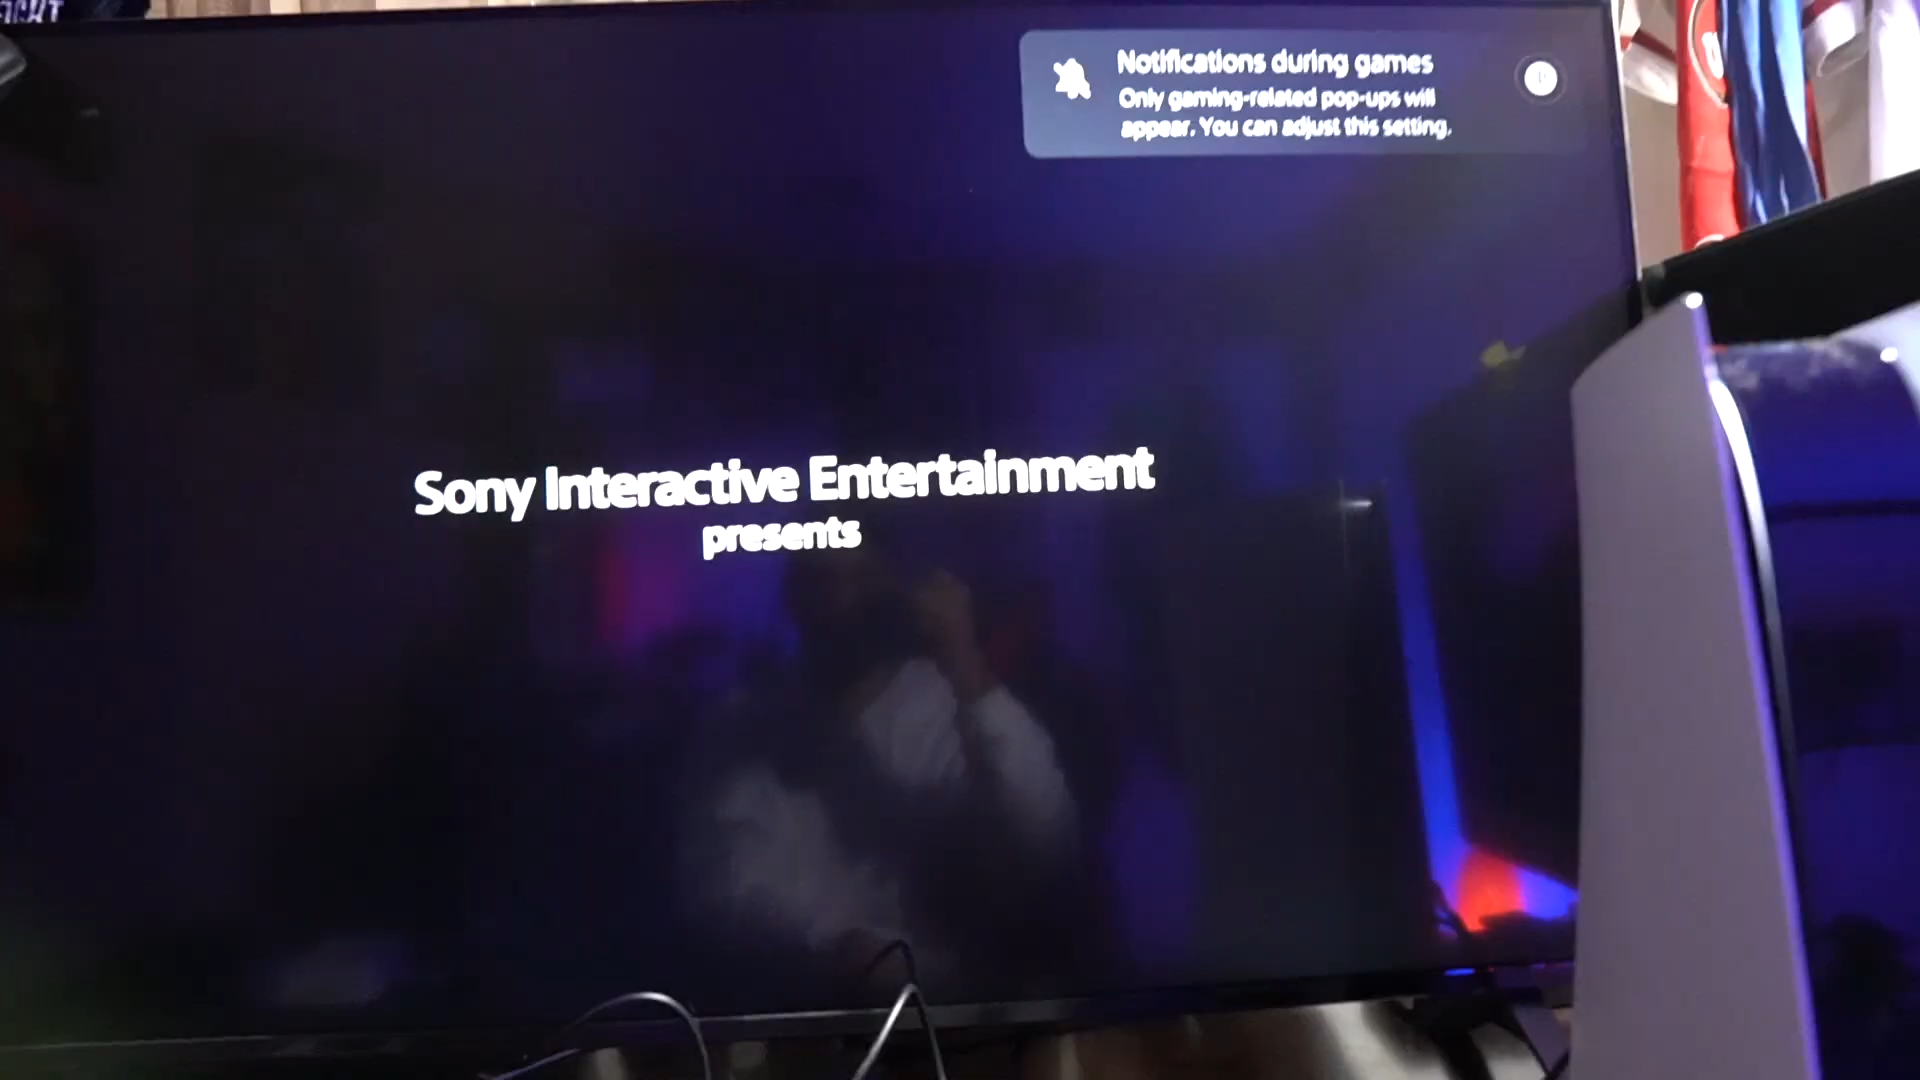 Notifications during games
Only gaming-related pop-ups will
appear. You can adjust this setting.
Sony Interactive Entertainment
presents